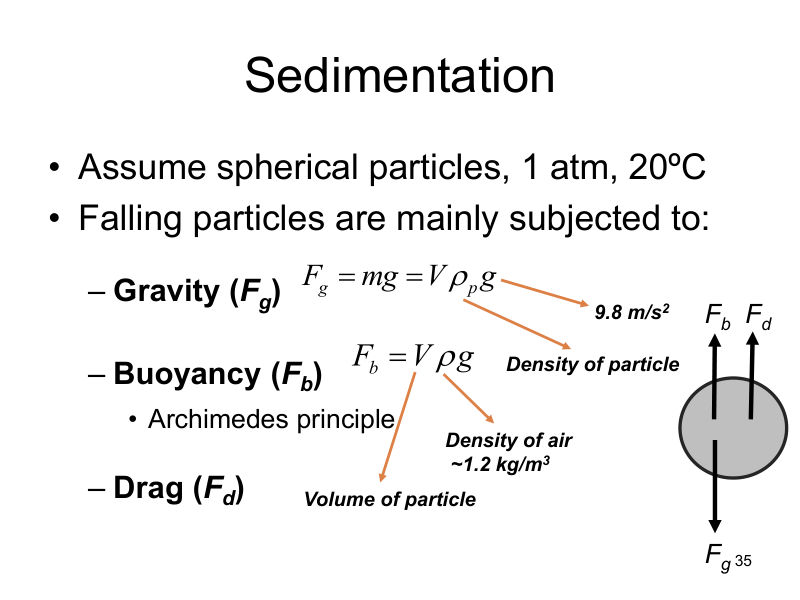 Sedimentation
• Assume spherical particles, 1 atm, 20ºC
• Falling particles are mainly subjected to:
– Gravity (Fg) Fg = mg = Vρpg
9.8 m/s²
Density of particle
– Buoyancy (Fb) Fb = Vρg
• Archimedes principle
Density of air
~1.2 kg/m³
Volume of particle
– Drag (Fd)
Fb Fd
Fg
35